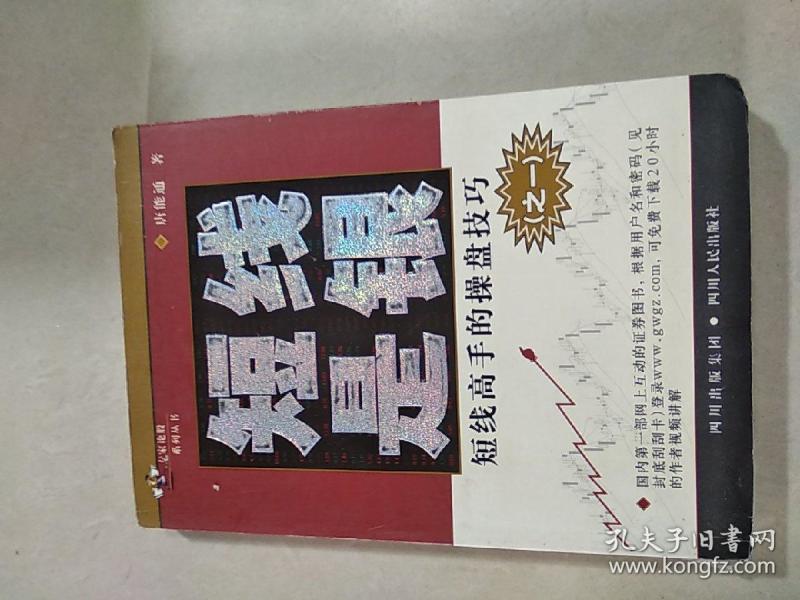 专家论股
系列丛书
唐能通 著
短线
是银
短线高手的操盘技巧
(之一)
◆国内第一部网上互动的证券图书，根据用户名和密码(见
封底刮刮卡)登录www.gwgz.com，可免费下载20小时
的作者视频讲解
四川出版集团 • 四川人民出版社
孔夫子旧书网
www.kongfz.com